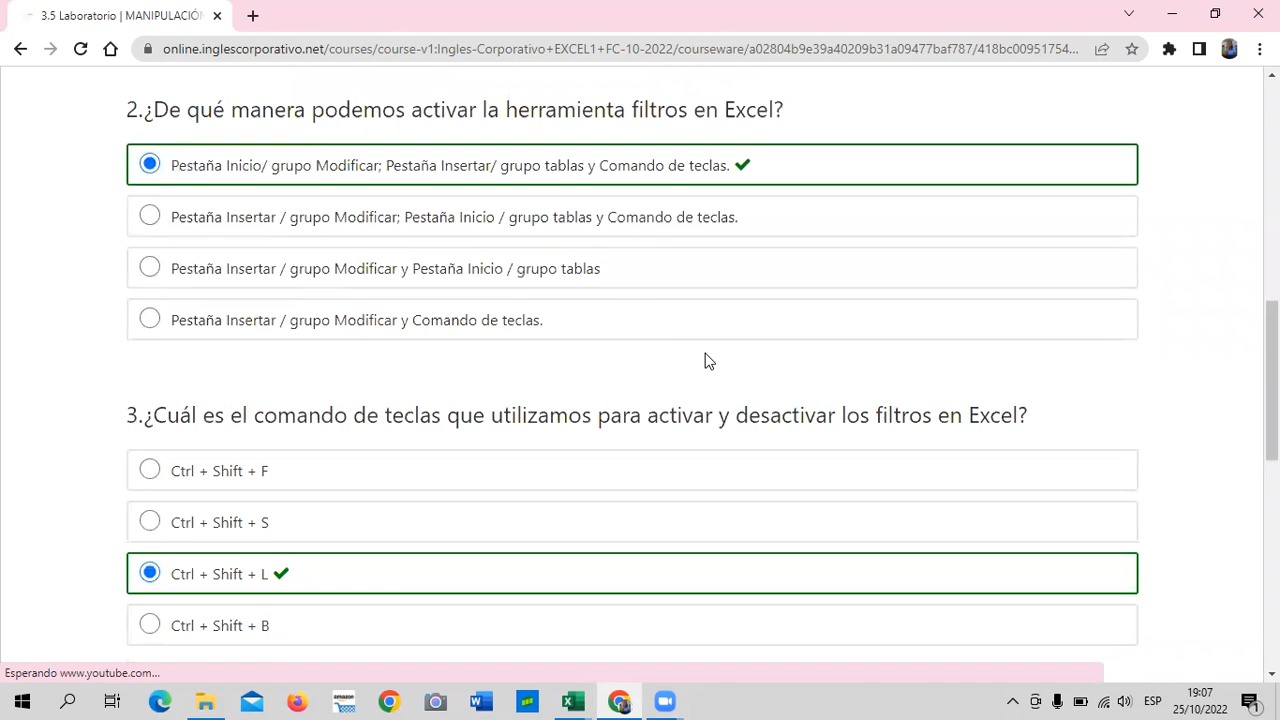 3.5 Laboratorio | MANIPULACIÓN
online.inglescorporativo.net/courses/course-v1:Ingles-Corporativo+EXCEL1+FC-10-2022/courseware/a02804b9e39a40209b31a09477baf787/418bc00951754...
2.¿De qué manera podemos activar la herramienta filtros en Excel?
Pestaña Inicio/ grupo Modificar; Pestaña Insertar/ grupo tablas y Comando de teclas.
Pestaña Insertar / grupo Modificar; Pestaña Inicio / grupo tablas y Comando de teclas.
Pestaña Insertar / grupo Modificar y Pestaña Inicio / grupo tablas
Pestaña Insertar / grupo Modificar y Comando de teclas.
3.¿Cuál es el comando de teclas que utilizamos para activar y desactivar los filtros en Excel?
Ctrl + Shift + F
Ctrl + Shift + S
Ctrl + Shift + L
Ctrl + Shift + B
Esperando www.youtube.com...
amazon
ESP
19:07
25/10/2022